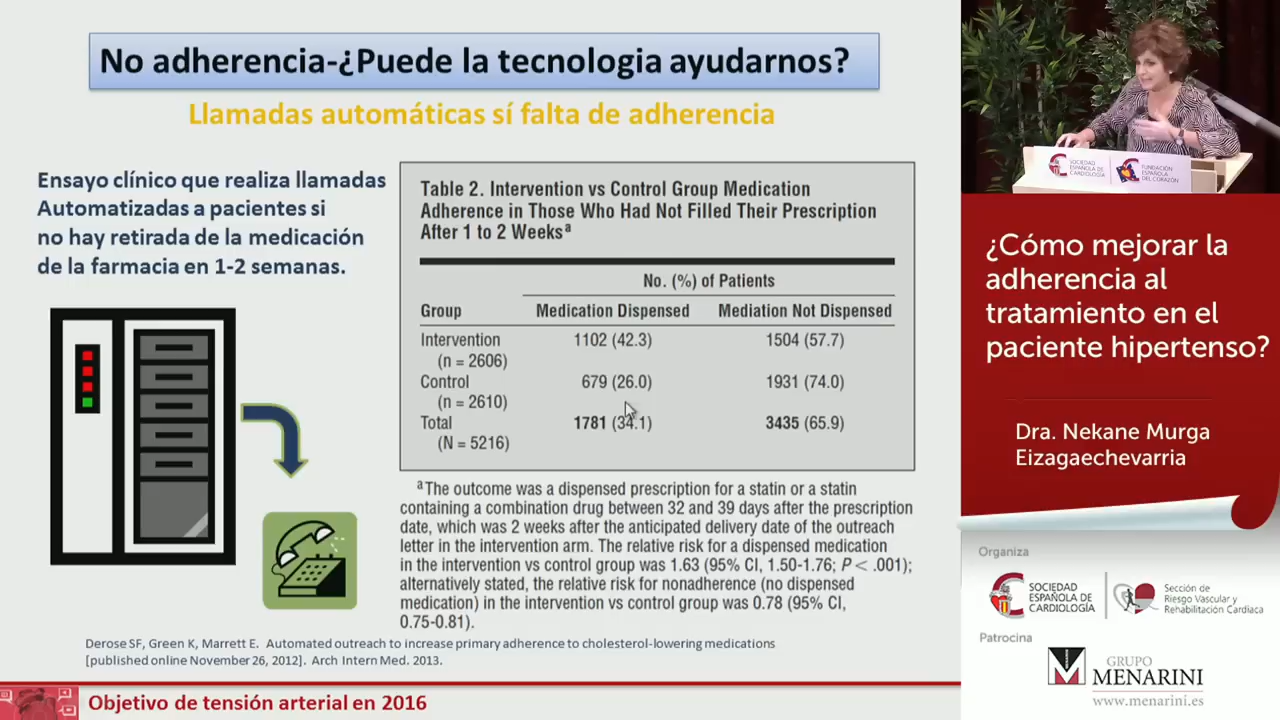 No adherencia-¿Puede la tecnologia ayudarnos?
Llamadas automáticas sí falta de adherencia
Ensayo clínico que realiza llamadas
Automatizadas a pacientes si
no hay retirada de la medicación
de la farmacia en 1-2 semanas.
Table 2. Intervention vs Control Group Medication
Adherence in Those Who Had Not Filled Their Prescription
After 1 to 2 Weeksª
No. (%) of Patients
Group Medication Dispensed Mediation Not Dispensed
Intervention 1102 (42.3) 1504 (57.7)
(n = 2606)
Control 679 (26.0) 1931 (74.0)
(n = 2610)
Total 1781 (34.1) 3435 (65.9)
(N = 5216)
ªThe outcome was a dispensed prescription for a statin or a statin
containing a combination drug between 32 and 39 days after the prescription
date, which was 2 weeks after the anticipated delivery date of the outreach
letter in the intervention arm. The relative risk for a dispensed medication
in the intervention vs control group was 1.63 (95% CI, 1.50-1.76; P < .001);
alternatively stated, the relative risk for nonadherence (no dispensed
medication) in the intervention vs control group was 0.78 (95% CI,
0.75-0.81).
Derose SF, Green K, Marrett E. Automated outreach to increase primary adherence to cholesterol-lowering medications
[published online November 26, 2012]. Arch Intern Med. 2013.
Objetivo de tensión arterial en 2016
SOCIEDAD
ESPAÑOLA DE
CARDIOLOGÍA
FUNDACIÓN
ESPAÑOLA
DEL CORAZÓN
¿Cómo mejorar la
adherencia al
tratamiento en el
paciente hipertenso?
Dra. Nekane Murga
Eizagaechevarria
Organiza
SOCIEDAD
ESPAÑOLA DE
CARDIOLOGÍA
Sección de
Riesgo Vascular y
Rehabilitación Cardiaca
Patrocina
GRUPO
MENARINI
www.menarini.es